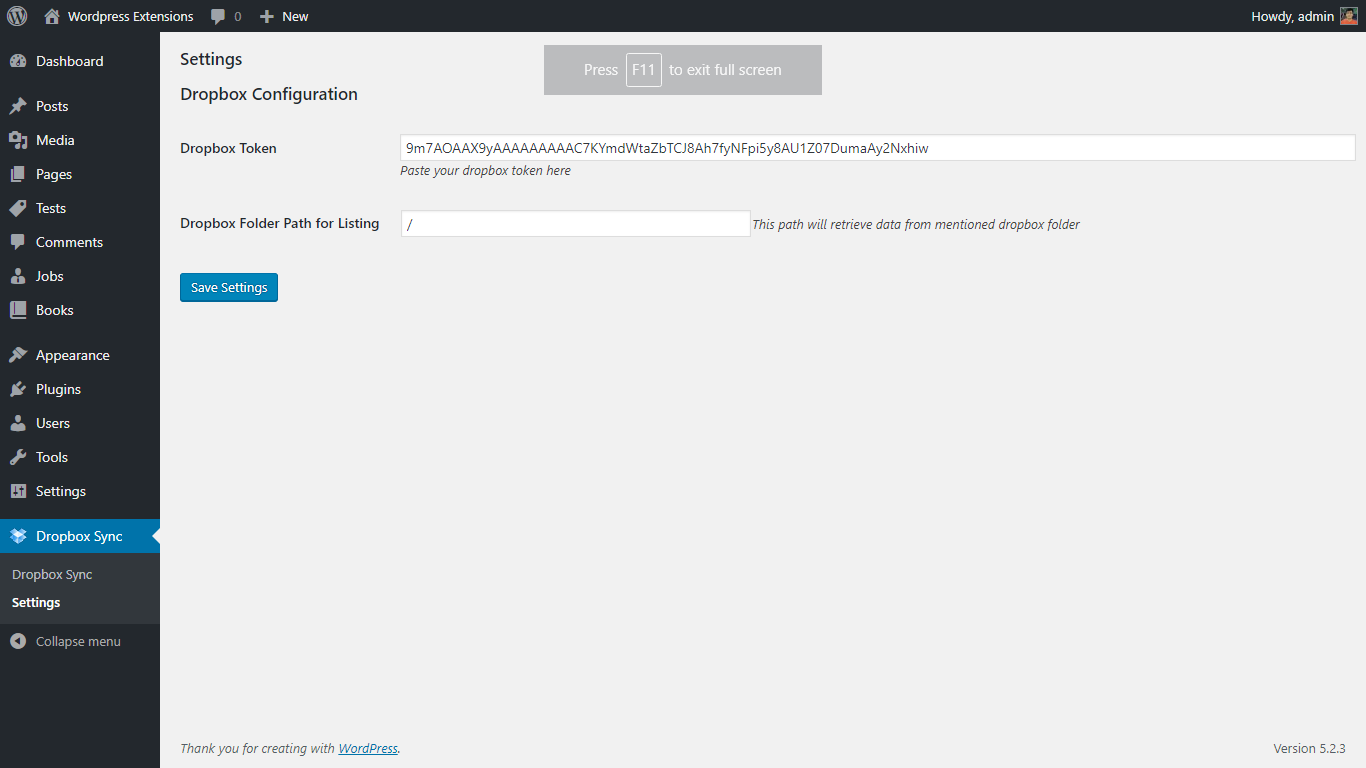 Wordpress Extensions 0 New Howdy, admin
Dashboard
Posts
Media
Pages
Tests
Comments
Jobs
Books
Appearance
Plugins
Users
Tools
Settings
Dropbox Sync
Dropbox Sync
Settings
Collapse menu
Settings
Press F11 to exit full screen
Dropbox Configuration
Dropbox Token 9m7AOAAX9yAAAAAAAAAC7KYmdWtaZbTCJ8Ah7fyNFpi5y8AU1Z07DumaAy2Nxhiw
Paste your dropbox token here
Dropbox Folder Path for Listing / This path will retrieve data from mentioned dropbox folder
Save Settings
Thank you for creating with WordPress. Version 5.2.3